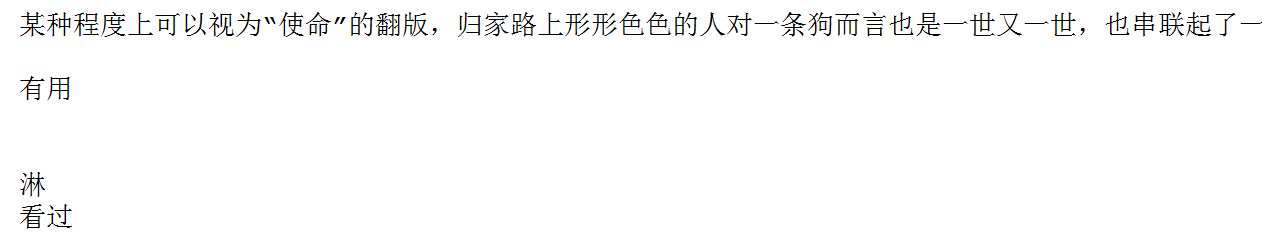 某种程度上可以视为“使命”的翻版，归家路上形形色色的人对一条狗而言也是一世又一世，也串联起了一
有用
淋
看过